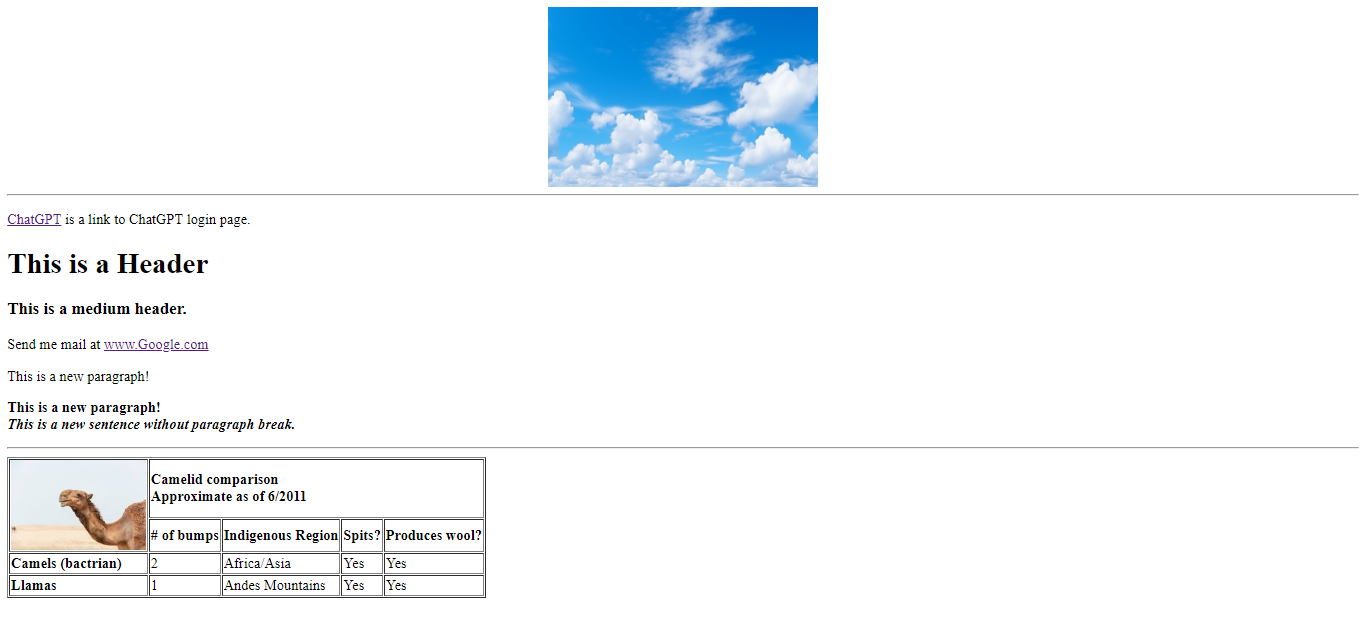 ChatGPT is a link to ChatGPT login page.
This is a Header
This is a medium header.
Send me mail at www.Google.com
This is a new paragraph!
This is a new paragraph!
This is a new sentence without paragraph break.
Camelid comparison
Approximate as of 6/2011
# of bumps Indigenous Region Spits? Produces wool?
Camels (bactrian) 2 Africa/Asia Yes Yes
Llamas 1 Andes Mountains Yes Yes